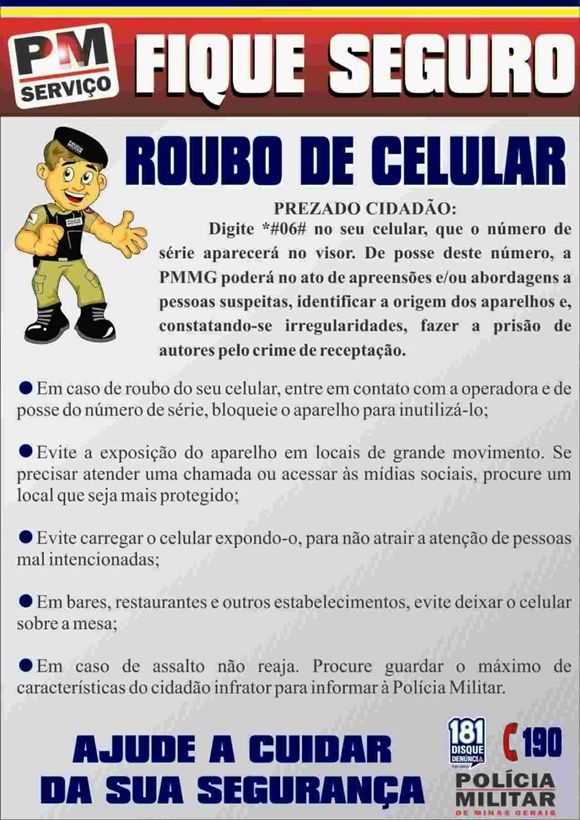 PM
SERVIÇO
FIQUE SEGURO
ROUBO DE CELULAR
PREZADO CIDADÃO:
Digite *#06# no seu celular, que o número de
série aparecerá no visor. De posse deste número, a
PMMG poderá no ato de apreensões e/ou abordagens a
pessoas suspeitas, identificar a origem dos aparelhos e,
constatando-se irregularidades, fazer a prisão de
autores pelo crime de receptação.
●Em caso de roubo do seu celular, entre em contato com a operadora e de
posse do número de série, bloqueie o aparelho para inutilizá-lo;
●Evite a exposição do aparelho em locais de grande movimento. Se
precisar atender uma chamada ou acessar às mídias sociais, procure um
local que seja mais protegido;
●Evite carregar o celular expondo-o, para não atrair a atenção de pessoas
mal intencionadas;
●Em bares, restaurantes e outros estabelecimentos, evite deixar o celular
sobre a mesa;
●Em caso de assalto não reaja. Procure guardar o máximo de
características do cidadão infrator para informar à Polícia Militar.
AJUDE A CUIDAR
DA SUA SEGURANÇA
181
DISQUE
DENÚNCIA
190
POLÍCIA
MILITAR
DE MINAS GERAIS